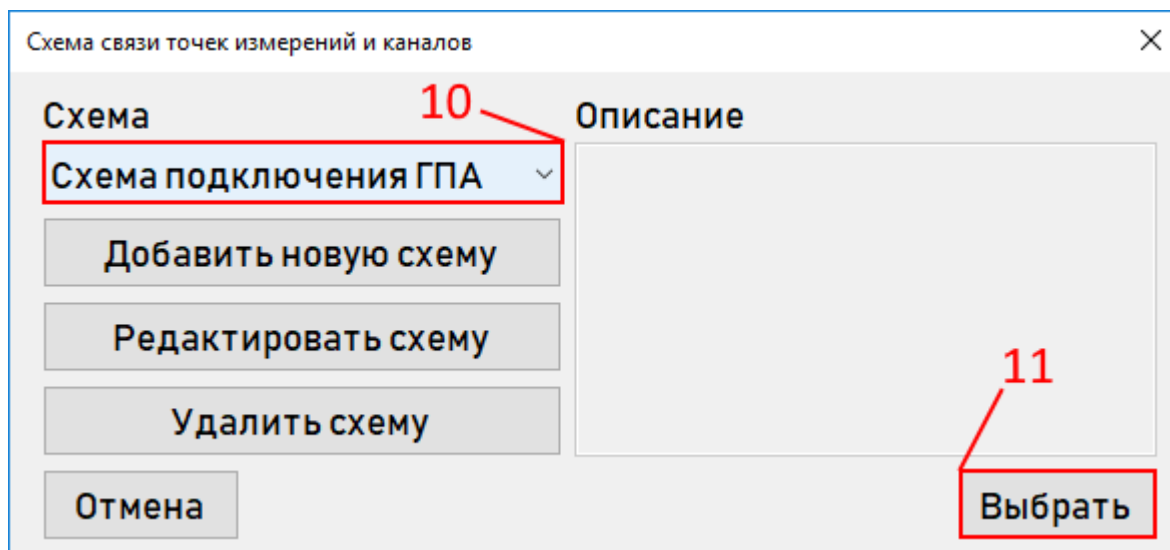 Схема связи точек измерений и каналов
Схема
10
Описание
Схема подключения ГПА
Добавить новую схему
Редактировать схему
11
Удалить схему
Отмена
Выбрать